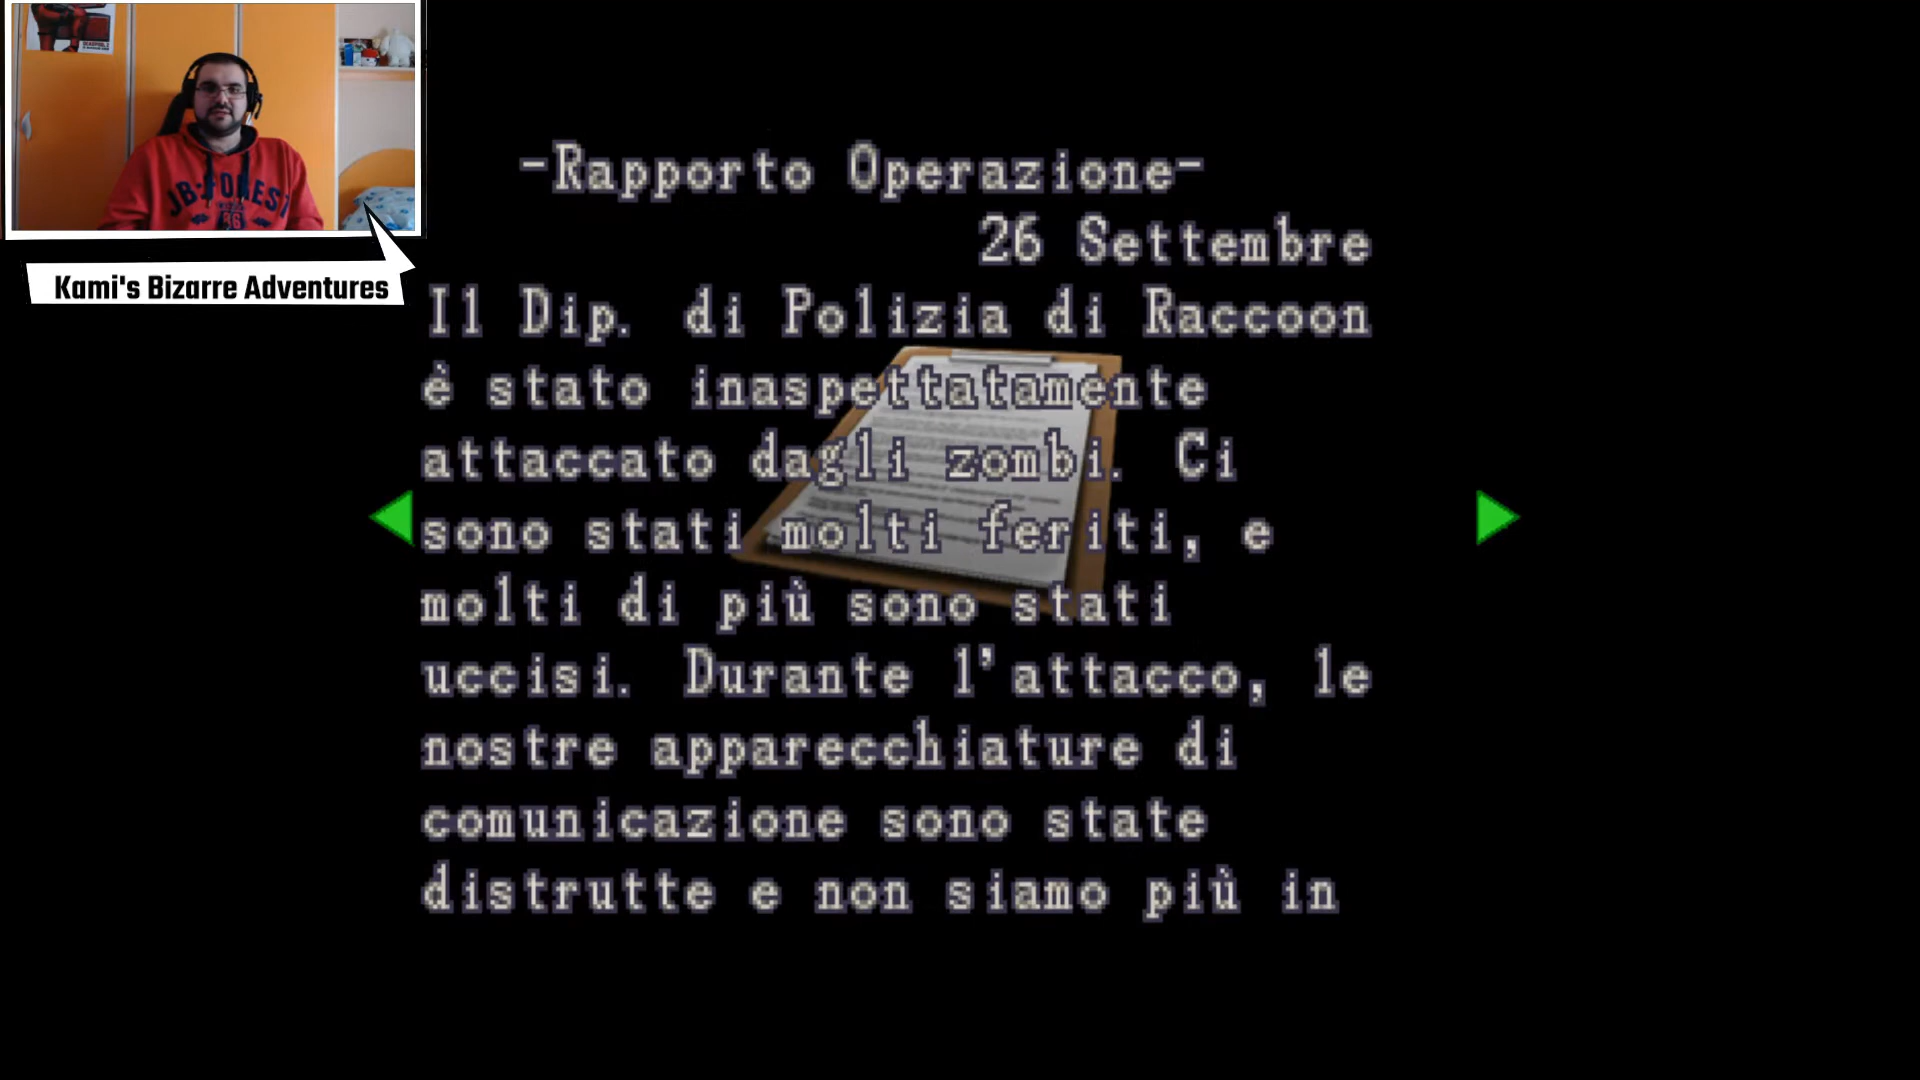 Kami's Bizarre Adventures
-Rapporto Operazione-
26 Settembre
Il Dip. di Polizia di Raccoon
è stato inaspettatamente
attaccato dagli zombi. Ci
sono stati molti feriti, e
molti di più sono stati
uccisi. Durante l'attacco, le
nostre apparecchiature di
comunicazione sono state
distrutte e non siamo più in